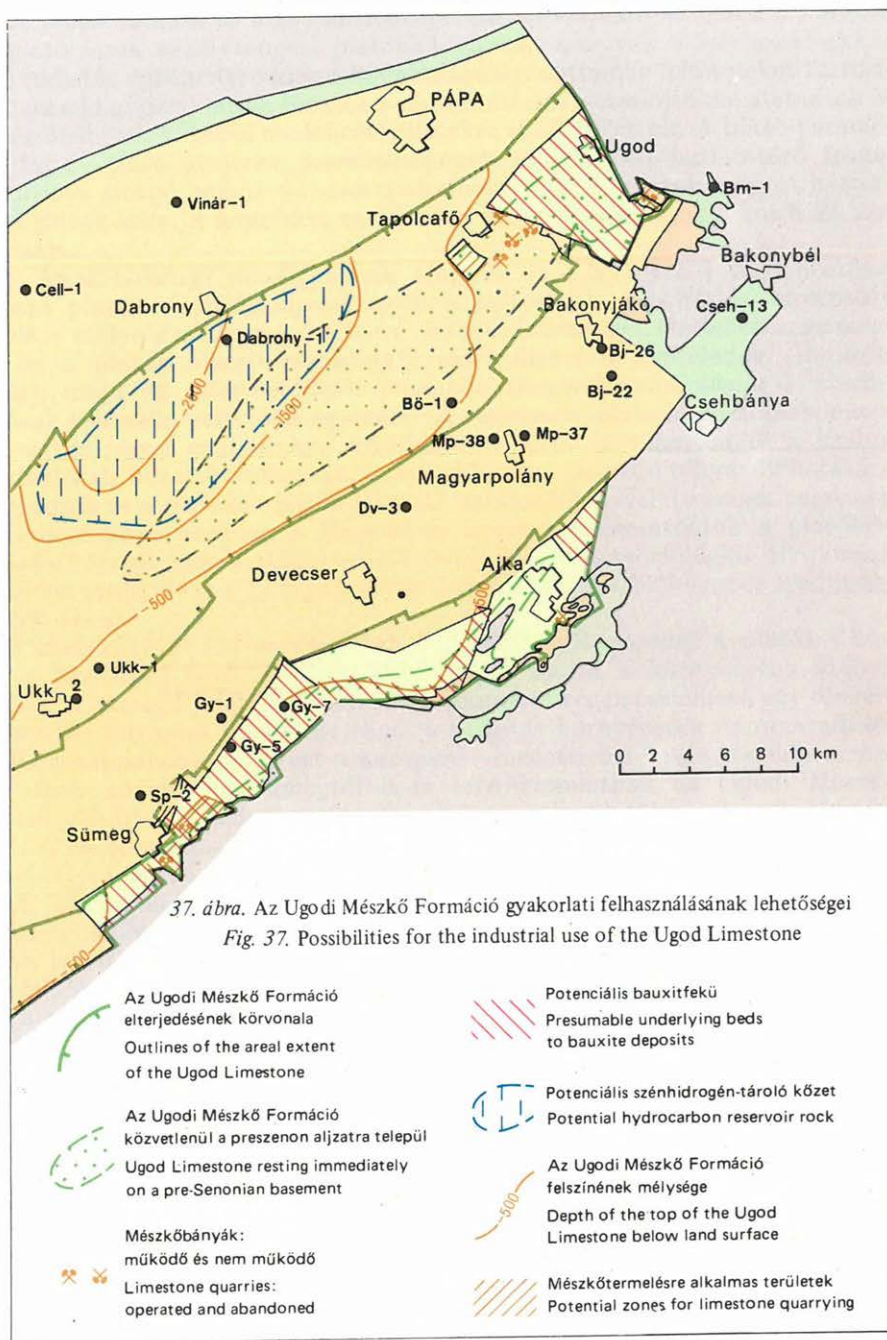 PÁPA
Ugod
Vinár-1
Bm-1
Tapolcafő
Bakonybél
Cell-1
Dabrony
Bakonyjákó
Cseh-13
Dabrohy-1
Bj-26
-2500
-1500
Bj-22
Bö-1
Csehbánya
Mp-38
Mp-37
Magyarpolány
Dv-3
Ajka
Devecser
-500
-500
Ukk-1
Ukk
2
Gy-1
Gy-7
Gy-5
0 2 4 6 8 10 km
Sp-2
Sümeg
-500
37. ábra. Az Ugodi Mészkő Formáció gyakorlati felhasználásának lehetőségei
Fig. 37. Possibilities for the industrial use of the Ugod Limestone
Az Ugodi Mészkő Formáció
elterjedésének körvonala
Outlines of the areal extent
of the Ugod Limestone
Az Ugodi Mészkő Formáció
közvetlenül a preszenon aljzatra települ
Ugod Limestone resting immediately
on a pre-Senonian basement
Mészkőbányák:
működő és nem működő
Limestone quarries:
operated and abandoned
Potenciális bauxitfekü
Presumable underlying beds
to bauxite deposits
Potenciális szénhidrogén-tároló kőzet
Potential hydrocarbon reservoir rock
-500
Az Ugodi Mészkő Formáció
felszínének mélysége
Depth of the top of the Ugod
Limestone below land surface
Mészkőtermelésre alkalmas területek
Potential zones for limestone quarrying